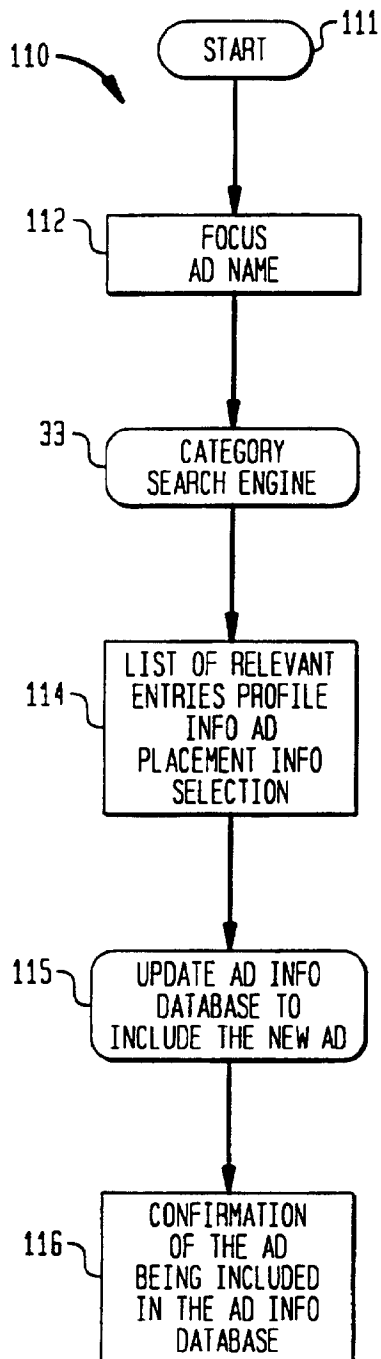 111
START
110
112
FOCUS
AD NAME
33
CATEGORY
SEARCH ENGINE
114
LIST OF RELEVANT
ENTRIES PROFILE
INFO AD
PLACEMENT INFO
SELECTION
115
UPDATE AD INFO
DATABASE TO
INCLUDE THE NEW AD
116
CONFIRMATION
OF THE AD
BEING INCLUDED
IN THE AD INFO
DATABASE